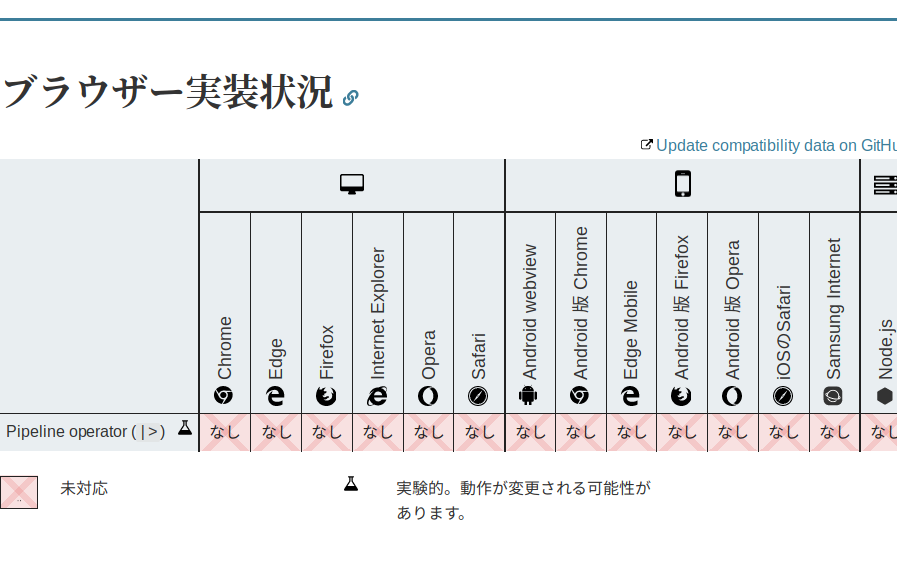 ブラウザー実装状況
Update compatibility data on GitHu
Chrome
Edge
Firefox
Internet Explorer
Opera
Safari
Android webview
Android 版 Chrome
Edge Mobile
Android 版 Firefox
Android 版 Opera
iOSのSafari
Samsung Internet
Node.js
Pipeline operator (|>) なし なし なし なし なし なし なし なし なし なし なし なし なし なし
未対応
実験的。動作が変更される可能性が
あります。